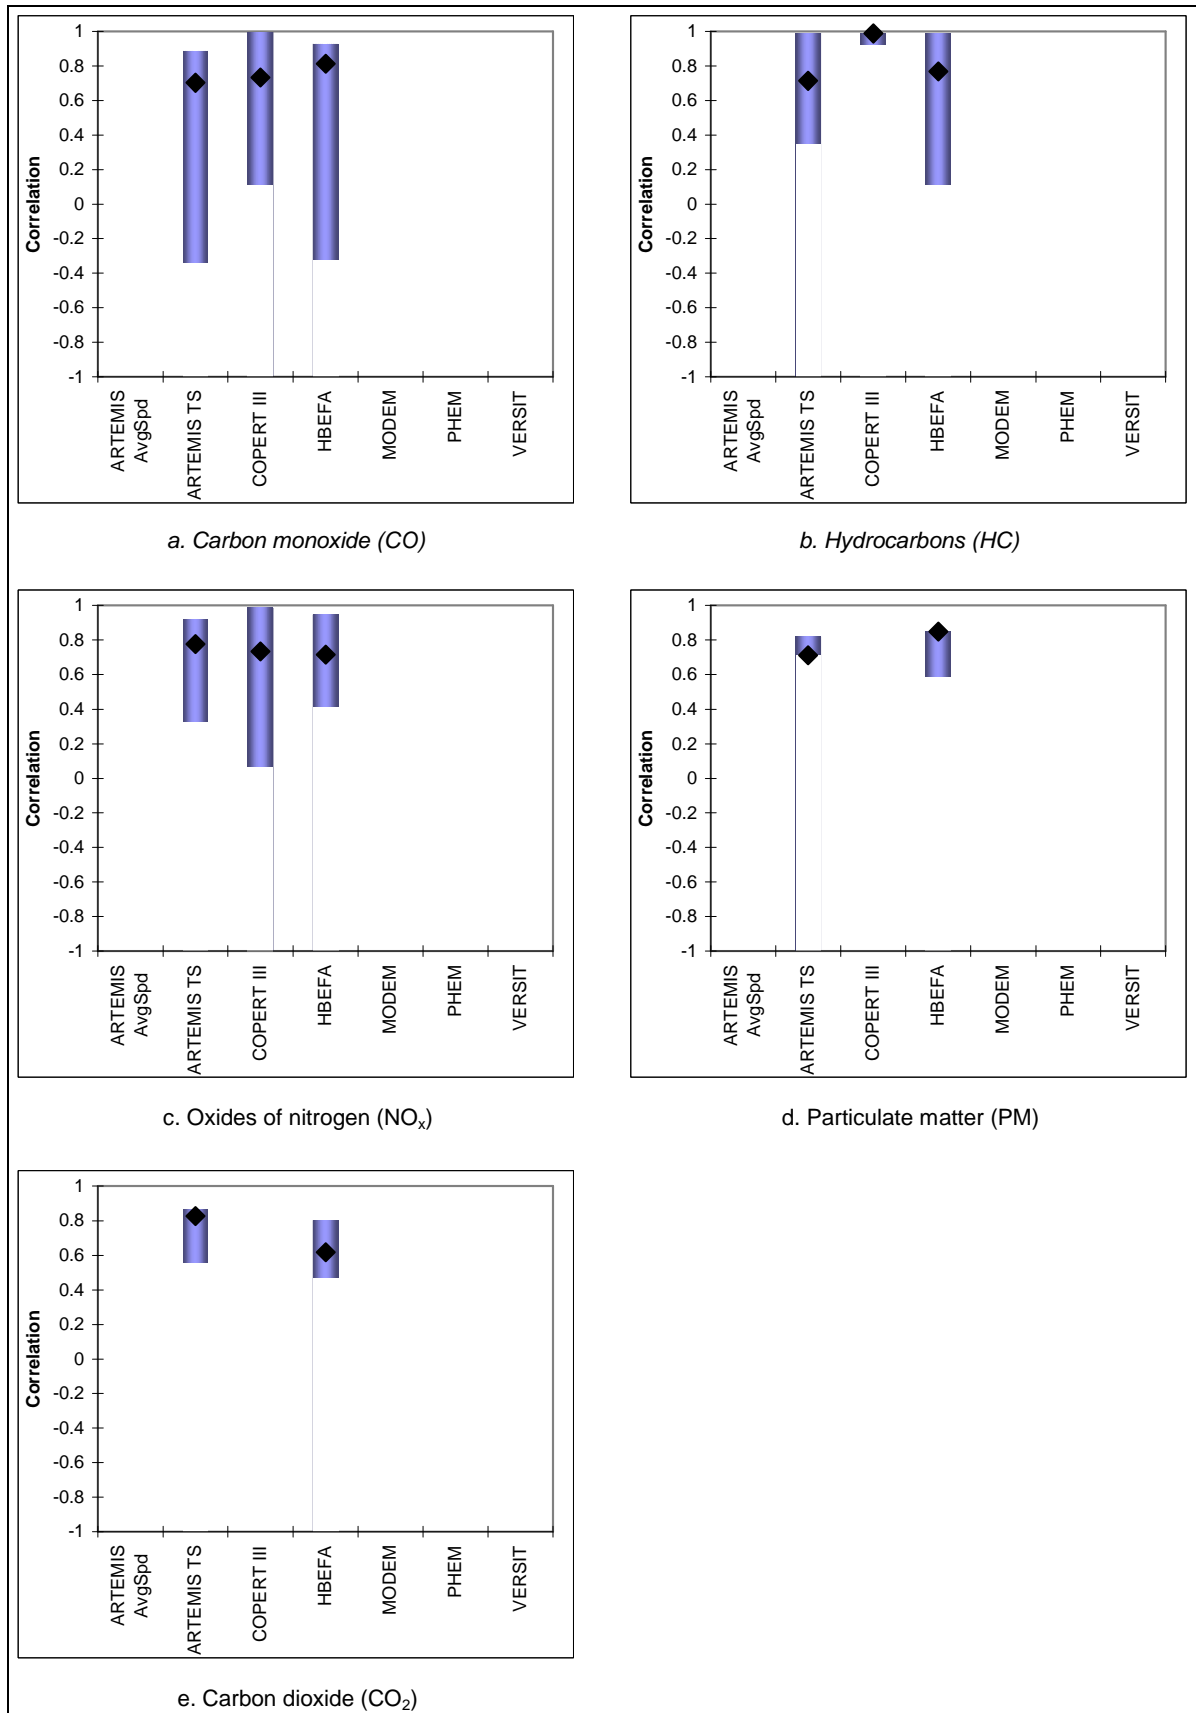 1
0.8
0.6
0.4
0.2
0
-0.2
-0.4
-0.6
-0.8
-1
Correlation
ARTEMIS
AvgSpd
ARTEMIS TS
COPERT III
HBEFA
MODEM
PHEM
VERSIT
a. Carbon monoxide (CO)
1
0.8
0.6
0.4
0.2
0
-0.2
-0.4
-0.6
-0.8
-1
Correlation
ARTEMIS
AvgSpd
ARTEMIS TS
COPERT III
HBEFA
MODEM
PHEM
VERSIT
b. Hydrocarbons (HC)
1
0.8
0.6
0.4
0.2
0
-0.2
-0.4
-0.6
-0.8
-1
Correlation
ARTEMIS
AvgSpd
ARTEMIS TS
COPERT III
HBEFA
MODEM
PHEM
VERSIT
c. Oxides of nitrogen (NOx)
1
0.8
0.6
0.4
0.2
0
-0.2
-0.4
-0.6
-0.8
-1
Correlation
ARTEMIS
AvgSpd
ARTEMIS TS
COPERT III
HBEFA
MODEM
PHEM
VERSIT
d. Particulate matter (PM)
1
0.8
0.6
0.4
0.2
0
-0.2
-0.4
-0.6
-0.8
-1
Correlation
ARTEMIS
AvgSpd
ARTEMIS TS
COPERT III
HBEFA
MODEM
PHEM
VERSIT
e. Carbon dioxide (CO2)